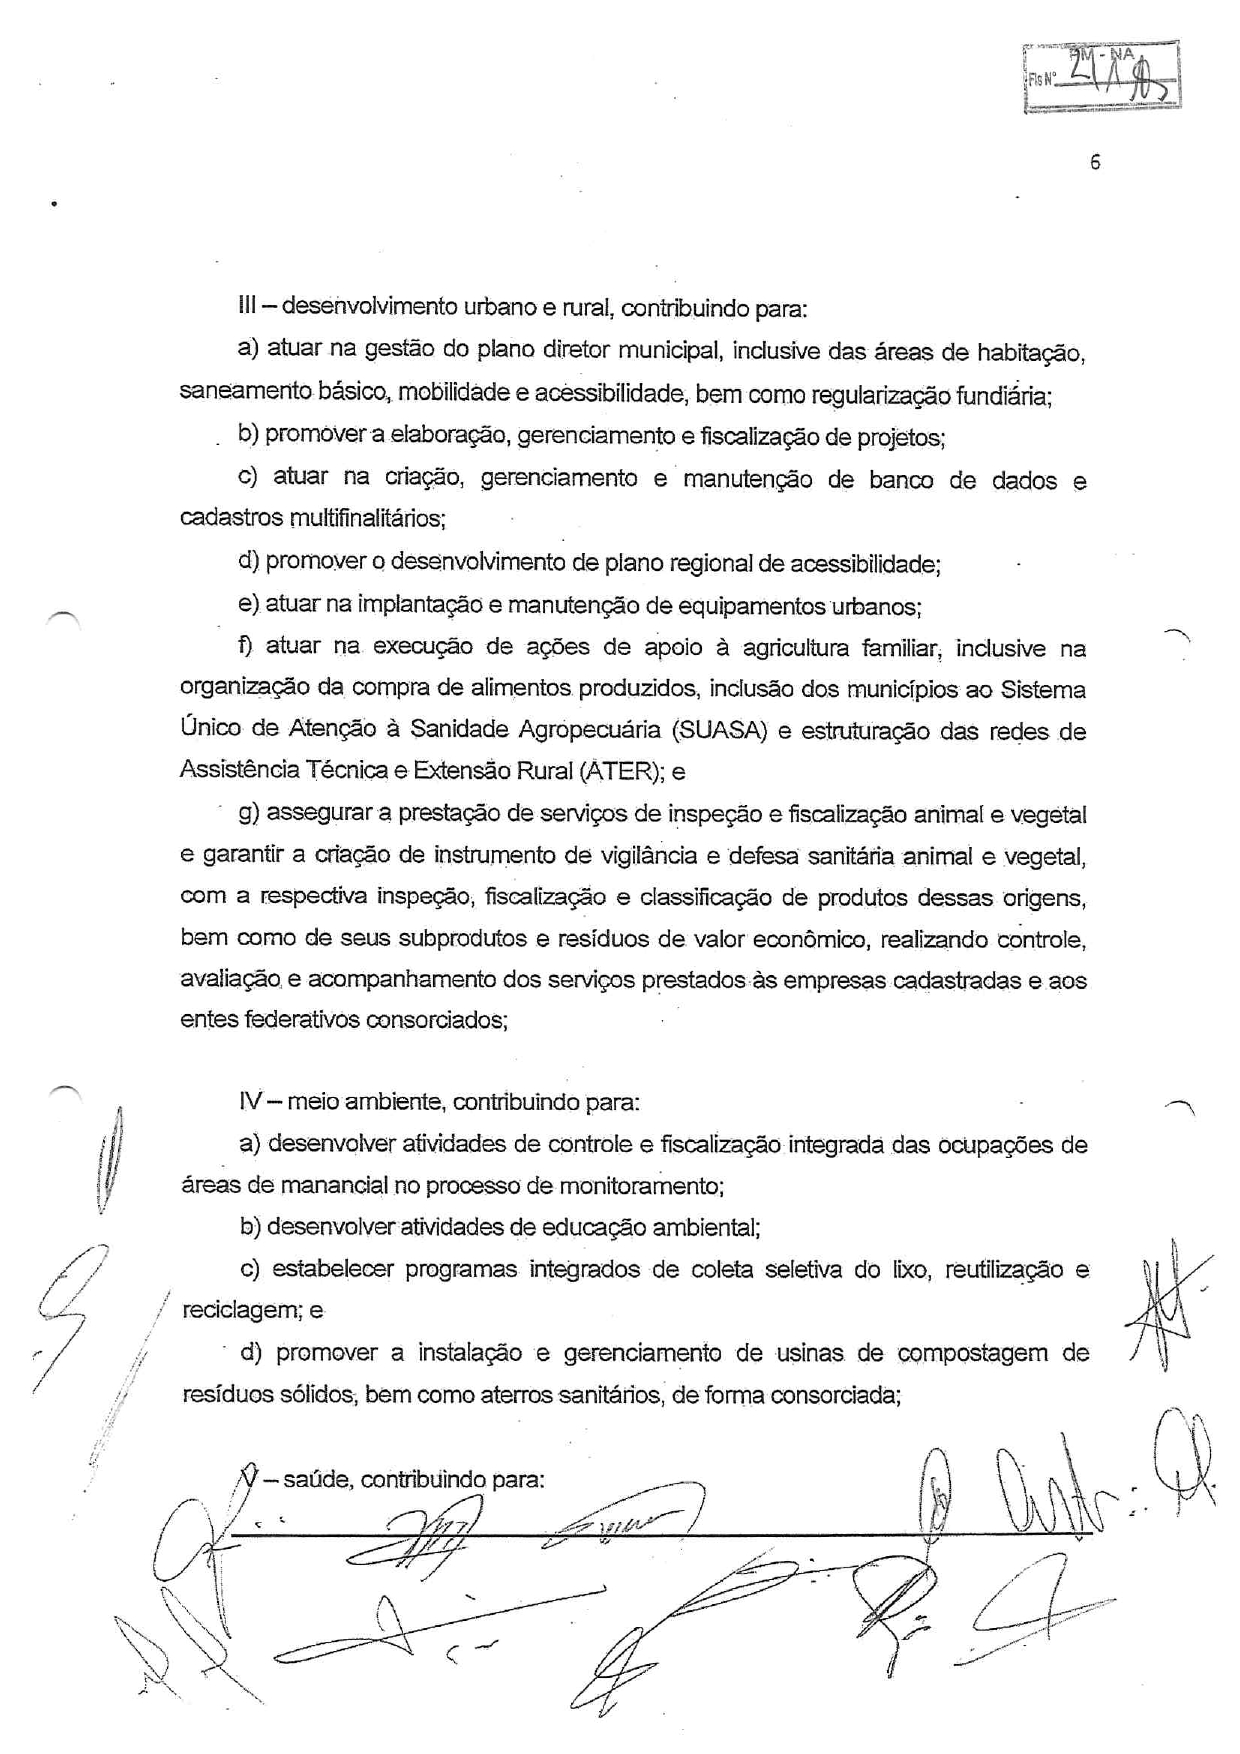 PM - NA
Fls Nº 21
6
III – desenvolvimento urbano e rural, contribuindo para:
a) atuar na gestão do plano diretor municipal, inclusive das áreas de habitação,
saneamento básico, mobilidade e acessibilidade, bem como regularização fundiária;
b) promover a elaboração, gerenciamento e fiscalização de projetos;
c) atuar na criação, gerenciamento e manutenção de banco de dados e
cadastros multifinalitários;
d) promover o desenvolvimento de plano regional de acessibilidade;
e) atuar na implantação e manutenção de equipamentos urbanos;
f) atuar na execução de ações de apoio à agricultura familiar, inclusive na
organização da compra de alimentos produzidos, inclusão dos municípios ao Sistema
Único de Atenção à Sanidade Agropecuária (SUASA) e estruturação das redes de
Assistência Técnica e Extensão Rural (ATER); e
g) assegurar a prestação de serviços de inspeção e fiscalização animal e vegetal
e garantir a criação de instrumento de vigilância e defesa sanitária animal e vegetal,
com a respectiva inspeção, fiscalização e classificação de produtos dessas origens,
bem como de seus subprodutos e resíduos de valor econômico, realizando controle,
avaliação e acompanhamento dos serviços prestados às empresas cadastradas e aos
entes federativos consorciados;
IV – meio ambiente, contribuindo para:
a) desenvolver atividades de controle e fiscalização integrada das ocupações de
áreas de manancial no processo de monitoramento;
b) desenvolver atividades de educação ambiental;
c) estabelecer programas integrados de coleta seletiva do lixo, reutilização e
reciclagem; e
d) promover a instalação e gerenciamento de usinas de compostagem de
resíduos sólidos, bem como aterros sanitários, de forma consorciada;
V – saúde, contribuindo para: